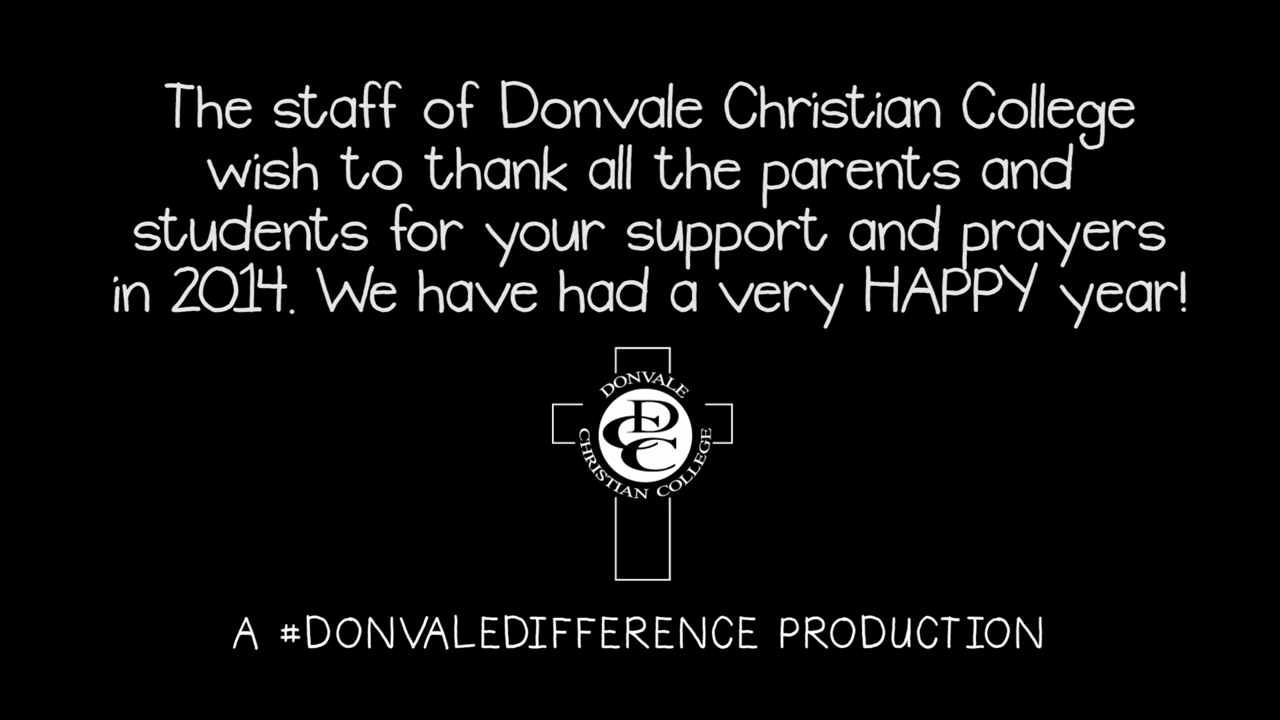 The staff of Donvale Christian College
wish to thank all the parents and
students for your support and prayers
in 2014. We have had a very HAPPY year!
DONVALE
DCC
CHRISTIAN COLLEGE
A #DONVALEDIFFERENCE PRODUCTION